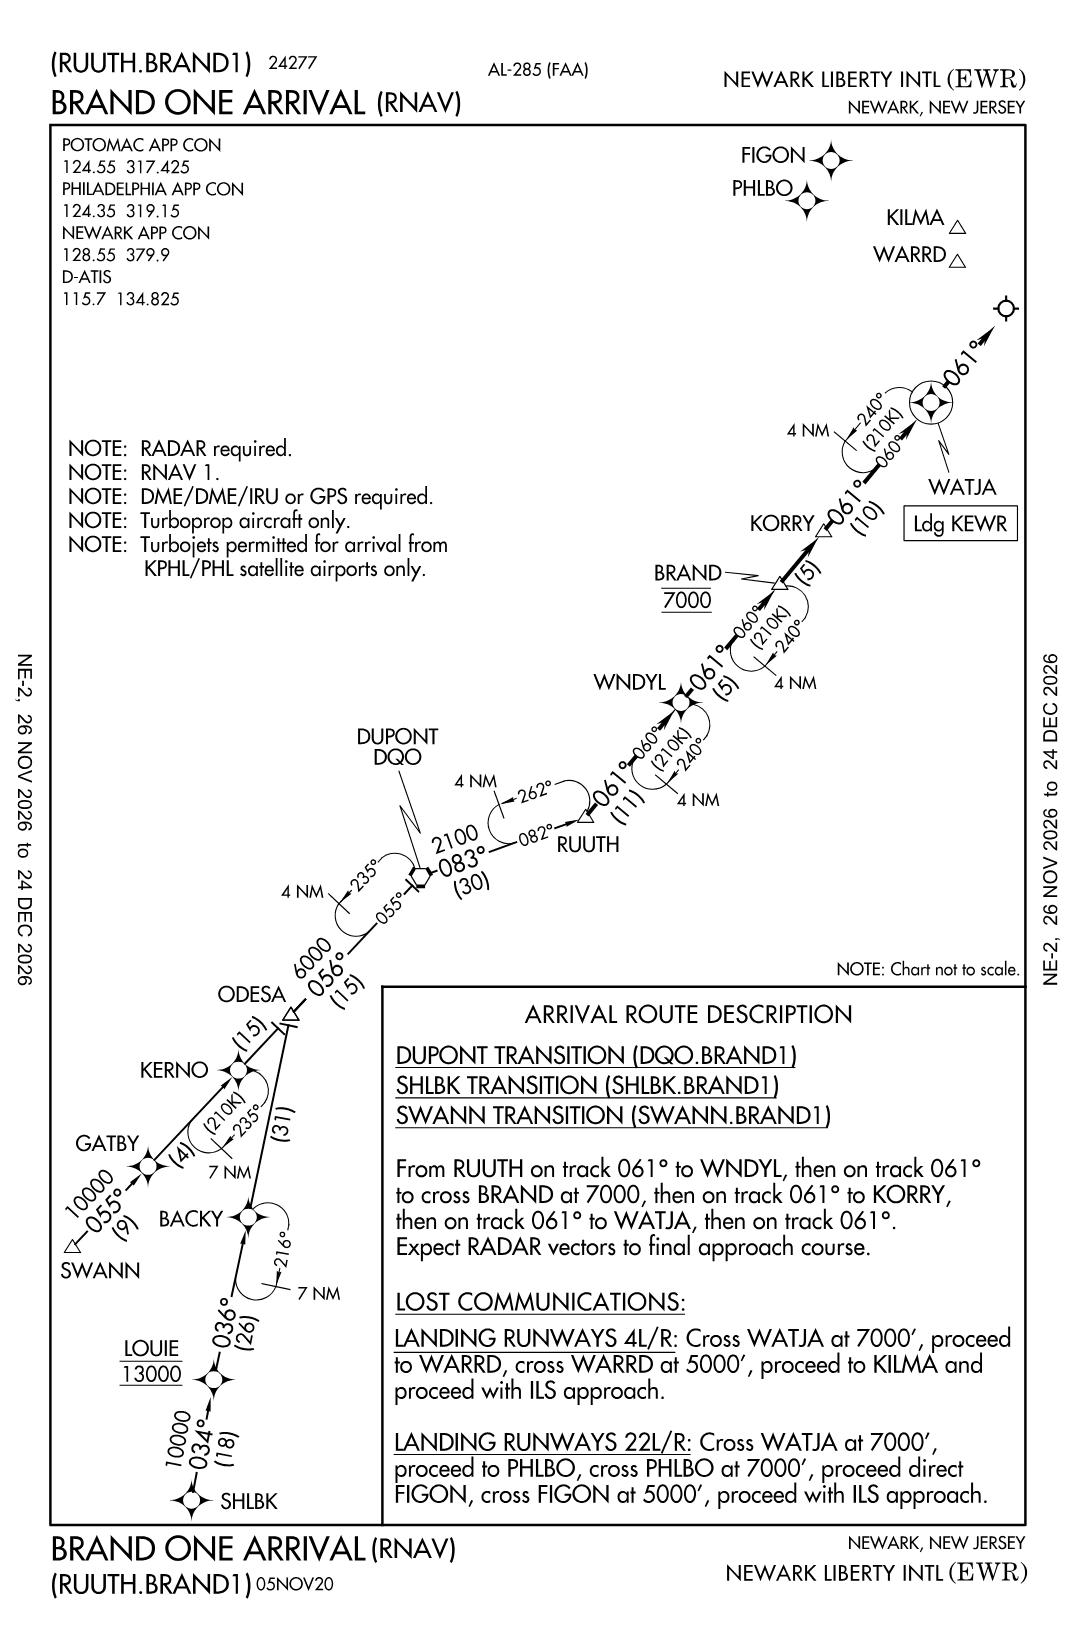 (RUUTH.BRAND1) 24277
AL-285 (FAA)
NEWARK LIBERTY INTL (EWR)
BRAND ONE ARRIVAL (RNAV)
NEWARK, NEW JERSEY
POTOMAC APP CON
124.55 317.425
PHILADELPHIA APP CON
124.35 319.15
NEWARK APP CON
128.55 379.9
D-ATIS
115.7 134.825
FIGON
PHLBO
KILMA
WARRD
061°
240°
(210K)
060°
4 NM
WATJA
Ldg KEWR
NOTE: RADAR required.
NOTE: RNAV 1.
NOTE: DME/DME/IRU or GPS required.
NOTE: Turboprop aircraft only.
NOTE: Turbojets permitted for arrival from
KPHL/PHL satellite airports only.
061°
(10)
KORRY
(5)
BRAND
7000
060°
(210K)
240°
4 NM
061°
(5)
WNDYL
060°
(210K)
240°
4 NM
061°
(11)
DUPONT
DQO
4 NM
262°
082°
RUUTH
2100
083°
(30)
4 NM
235°
055°
6000
056°
(15)
ODESA
(15)
KERNO
(210K)
235°
7 NM
(31)
GATBY
(4)
10000
055°
(9)
SWANN
BACKY
216°
7 NM
036°
(26)
LOUIE
13000
10000
034°
(18)
SHLBK
NOTE: Chart not to scale.
ARRIVAL ROUTE DESCRIPTION
DUPONT TRANSITION (DQO.BRAND1)
SHLBK TRANSITION (SHLBK.BRAND1)
SWANN TRANSITION (SWANN.BRAND1)
From RUUTH on track 061° to WNDYL, then on track 061°
to cross BRAND at 7000, then on track 061° to KORRY,
then on track 061° to WATJA, then on track 061°.
Expect RADAR vectors to final approach course.
LOST COMMUNICATIONS:
LANDING RUNWAYS 4L/R: Cross WATJA at 7000′, proceed
to WARRD, cross WARRD at 5000′, proceed to KILMA and
proceed with ILS approach.
LANDING RUNWAYS 22L/R: Cross WATJA at 7000′,
proceed to PHLBO, cross PHLBO at 7000′, proceed direct
FIGON, cross FIGON at 5000′, proceed with ILS approach.
NE-2, 26 NOV 2026 to 24 DEC 2026
NE-2, 26 NOV 2026 to 24 DEC 2026
BRAND ONE ARRIVAL (RNAV)
NEWARK, NEW JERSEY
(RUUTH.BRAND1) 05NOV20
NEWARK LIBERTY INTL (EWR)